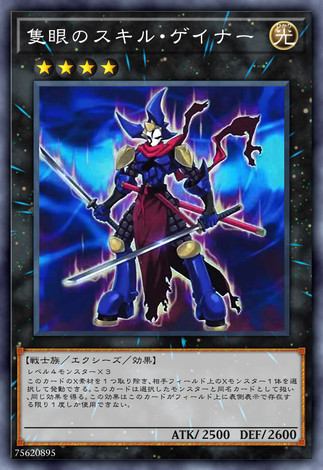 隻眼のスキル・ゲイナー
光
【戦士族/エクシーズ/効果】
レベル4モンスター×3
このカードのX素材を1つ取り除き、相手フィールド上のXモンスター1体を選
択して発動できる。このカードは選択したモンスターと同名カードとして扱い、
同じ効果を得る。この効果はこのカードがフィールド上に表側表示で存在す
る限り1度しか使用できない。
ATK/ 2500 DEF/ 2600
75620895